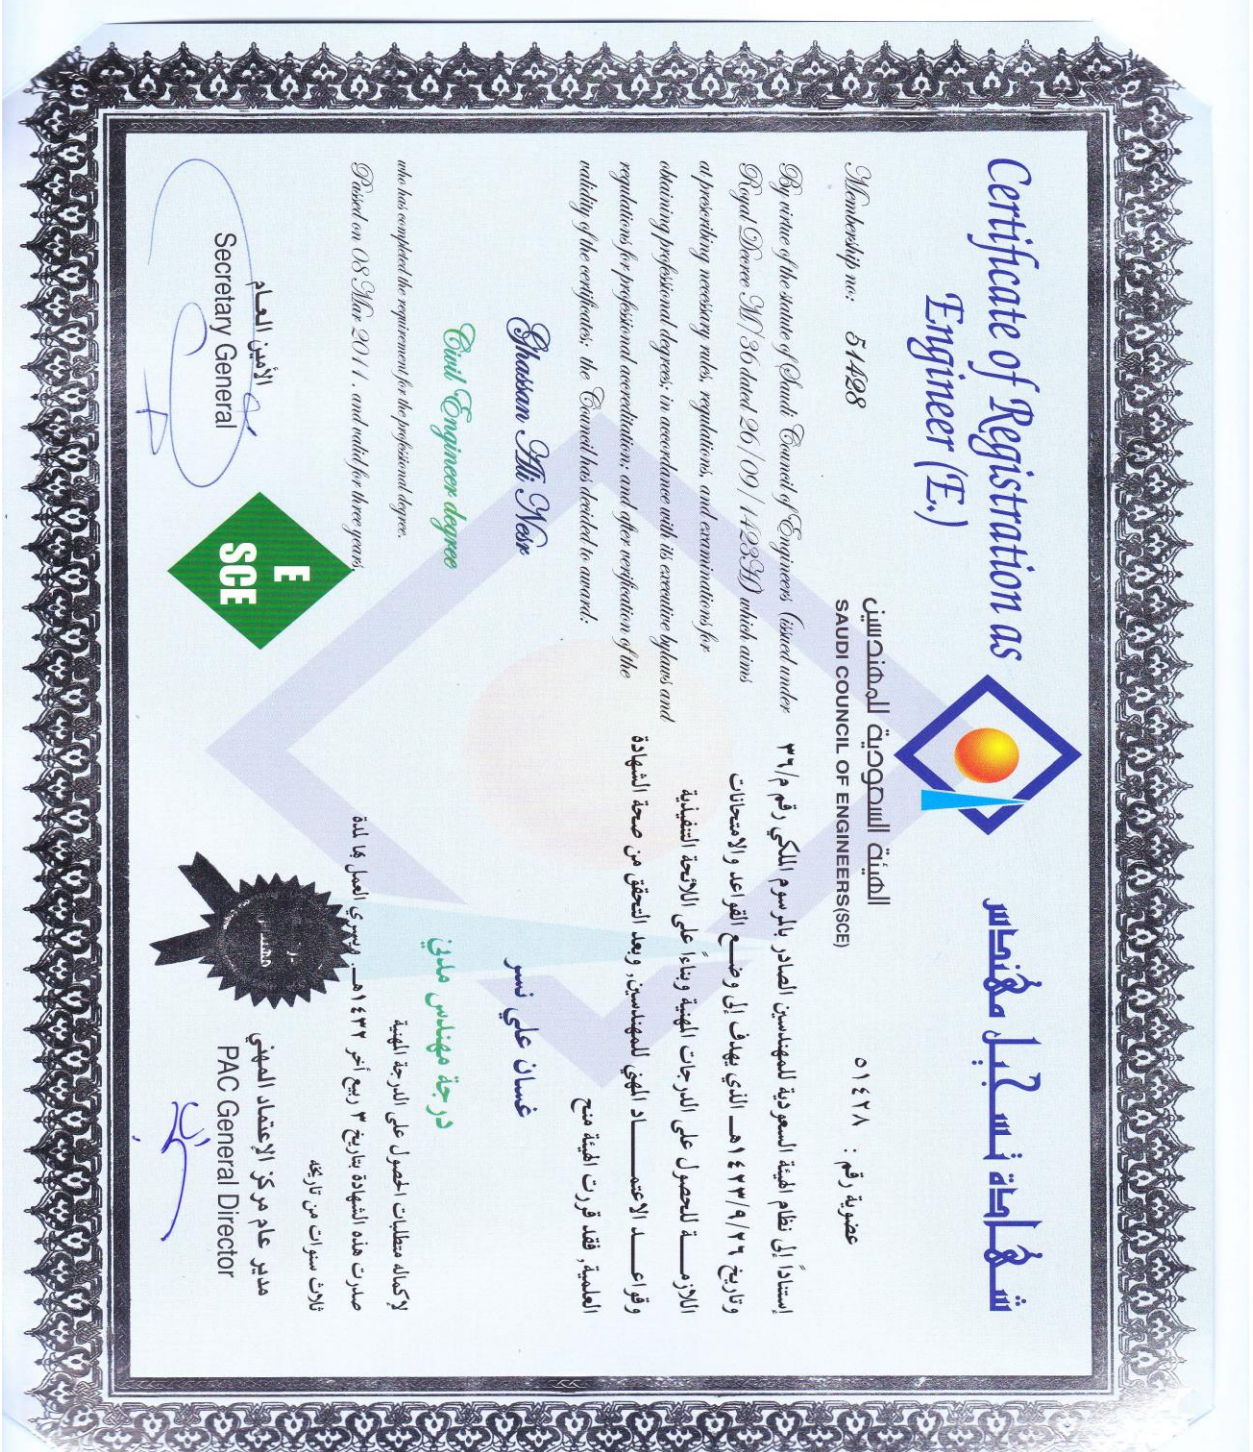 Certificate of Registration as
Engineer (E.)
شهادة تسجيل مهندس
الهيئة السعودية للمهندسين
SAUDI COUNCIL OF ENGINEERS(SCE)
Membership no: 51428
عضوية رقم : ٥١٤٢٨
By virtue of the statute of (Saudi Council of Engineers (issued under
Royal Decree M/36 dated 26/09/1423H) which aims
at prescribing necessary rules, regulations, and examinations for
obtaining professional degrees; in accordance with its executive bylaws and
regulations for professional accreditation; and after verification of the
validity of the certificates; the Council has decided to award:
إستناداً إلى نظام الهيئة السعودية للمهندسين الصادر بالمرسوم الملكي رقم م/٣٦
وتاريخ ١٤٢٣/٩/٢٦هـ الذي يهدف إلى وضع القواعد والامتحانات
اللازمة للحصول على الدرجات المهنية وبناءاً على اللائحة التنفيذية
وقواعد الاعتماد المهني للمهندسين, وبعد التحقق من صحة الشهادة
العلمية, فقد قررت الهيئة منح
Ghassan Ali Nesr
غسان علي نسر
Civil Engineer degree
درجة مهندس مدني
who has completed the requirement for the professional degree.
Passed on 08 Mar 2011. and valid for three years.
لإكماله متطلبات الحصول على الدرجة المهنية
صدرت هذه الشهادة بتاريخ ٣ ربيع آخر ١٤٣٢هـ. ويسري العمل بها لمدة
ثلاث سنوات من تاريخه
الأمين العام
Secretary General
E
SCE
مهندس
مدير عام مركز الإعتماد المهني
PAC General Director